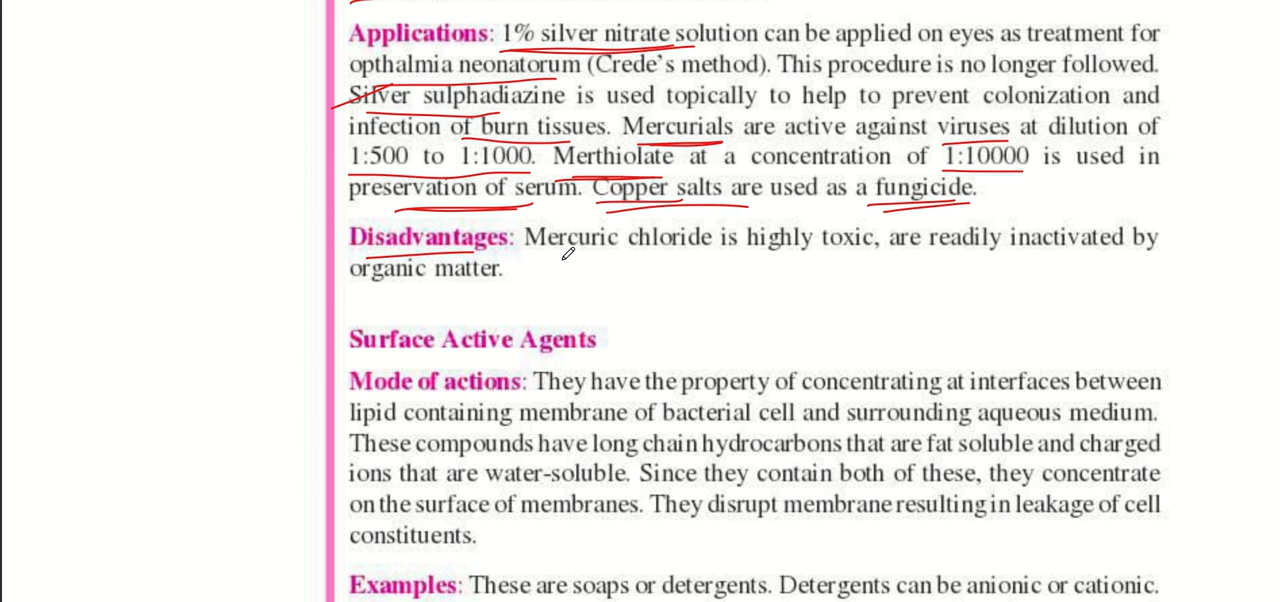 Applications: 1% silver nitrate solution can be applied on eyes as treatment for
opthalmia neonatorum (Crede's method). This procedure is no longer followed.
Silver sulphadiazine is used topically to help to prevent colonization and
infection of burn tissues. Mercurials are active against viruses at dilution of
1:500 to 1:1000. Merthiolate at a concentration of 1:10000 is used in
preservation of serum. Copper salts are used as a fungicide.
Disadvantages: Mercuric chloride is highly toxic, are readily inactivated by
organic matter.
Surface Active Agents
Mode of actions: They have the property of concentrating at interfaces between
lipid containing membrane of bacterial cell and surrounding aqueous medium.
These compounds have long chain hydrocarbons that are fat soluble and charged
ions that are water-soluble. Since they contain both of these, they concentrate
on the surface of membranes. They disrupt membrane resulting in leakage of cell
constituents.
Examples: These are soaps or detergents. Detergents can be anionic or cationic.